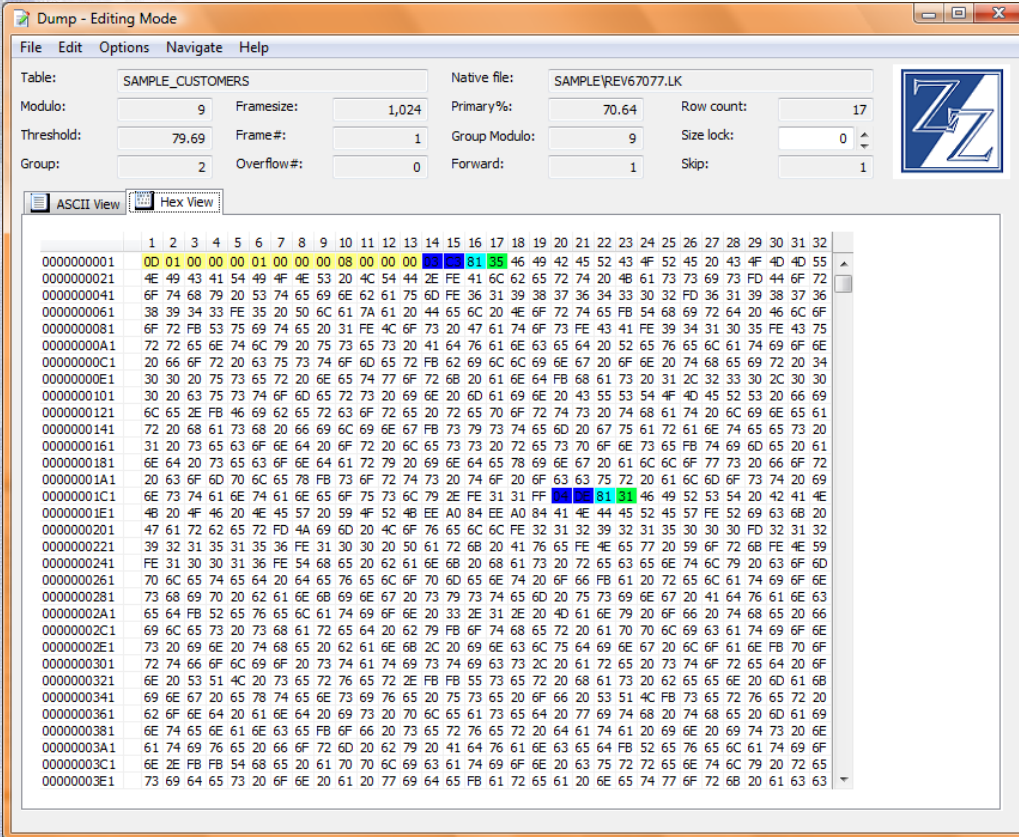 Dump - Editing Mode
File Edit Options Navigate Help
Table: SAMPLE_CUSTOMERS Native file: SAMPLE\REV67077.LK
Modulo: 9 Framesize: 1,024 Primary%: 70.64 Row count: 17
Threshold: 79.69 Frame#: 1 Group Modulo: 9 Size lock: 0
Group: 2 Overflow#: 0 Forward: 1 Skip: 1
ZZ
ASCII View Hex View
1 2 3 4 5 6 7 8 9 10 11 12 13 14 15 16 17 18 19 20 21 22 23 24 25 26 27 28 29 30 31 32
0000000001 0D 01 00 00 00 01 00 00 00 08 00 00 00 03 C3 81 35 46 49 42 45 52 43 4F 52 45 20 43 4F 4D 4D 55
0000000021 4E 49 43 41 54 49 4F 4E 53 20 4C 54 44 2E FE 41 6C 62 65 72 74 20 4B 61 73 73 69 73 FD 44 6F 72
0000000041 6F 74 68 79 20 53 74 65 69 6E 62 61 75 6D FE 36 31 39 38 37 36 34 33 30 32 FD 36 31 39 38 37 36
0000000061 38 39 34 33 FE 35 20 50 6C 61 7A 61 20 44 65 6C 20 4E 6F 72 74 65 FB 54 68 69 72 64 20 46 6C 6F
0000000081 6F 72 FB 53 75 69 74 65 20 31 FE 4C 6F 73 20 47 61 74 6F 73 FE 43 41 FE 39 34 31 30 35 FE 43 75
00000000A1 72 72 65 6E 74 6C 79 20 75 73 65 73 20 41 64 76 61 6E 63 65 64 20 52 65 76 65 6C 61 74 69 6F 6E
00000000C1 20 66 6F 72 20 63 75 73 74 6F 6D 65 72 FB 62 69 6C 6C 69 6E 67 20 6F 6E 20 74 68 65 69 72 20 34
00000000E1 30 30 20 75 73 65 72 20 6E 65 74 77 6F 72 6B 20 61 6E 64 FB 68 61 73 20 31 2C 32 33 30 2C 30 30
0000000101 30 20 63 75 73 74 6F 6D 65 72 73 20 69 6E 20 6D 61 69 6E 20 43 55 53 54 4F 4D 45 52 53 20 66 69
0000000121 6C 65 2E FB 46 69 62 65 72 63 6F 72 65 20 72 65 70 6F 72 74 73 20 74 68 61 74 20 6C 69 6E 65 61
0000000141 72 20 68 61 73 68 20 66 69 6C 69 6E 67 FB 73 79 73 74 65 6D 20 67 75 61 72 61 6E 74 65 65 73 20
0000000161 31 20 73 65 63 6F 6E 64 20 6F 72 20 6C 65 73 73 20 72 65 73 70 6F 6E 73 65 FB 74 69 6D 65 20 61
0000000181 6E 64 20 73 65 63 6F 6E 64 61 72 79 20 69 6E 64 65 78 69 6E 67 20 61 6C 6C 6F 77 73 20 66 6F 72
00000001A1 20 63 6F 6D 70 6C 65 78 FB 73 6F 72 74 73 20 74 6F 20 6F 63 63 75 72 20 61 6C 6D 6F 73 74 20 69
00000001C1 6E 73 74 61 6E 74 61 6E 65 6F 75 73 6C 79 2E FE 31 31 FF 04 DE 81 31 46 49 52 53 54 20 42 41 4E
00000001E1 4B 20 4F 46 20 4E 45 57 20 59 4F 52 4B EE A0 84 EE A0 84 41 4E 44 45 52 45 57 FE 52 69 63 6B 20
0000000201 47 61 72 62 65 72 FD 4A 69 6D 20 4C 6F 76 65 6C 6C FE 32 31 32 39 32 31 35 30 30 30 FD 32 31 32
0000000221 39 32 31 35 31 35 36 FE 31 30 30 20 50 61 72 6B 20 41 76 65 FE 4E 65 77 20 59 6F 72 6B FE 4E 59
0000000241 FE 31 30 30 31 36 FE 54 68 65 20 62 61 6E 6B 20 68 61 73 20 72 65 63 65 6E 74 6C 79 20 63 6F 6D
0000000261 70 6C 65 74 65 64 20 64 65 76 65 6C 6F 70 6D 65 6E 74 20 6F 66 FB 61 20 72 65 6C 61 74 69 6F 6E
0000000281 73 68 69 70 20 62 61 6E 6B 69 6E 67 20 73 79 73 74 65 6D 20 75 73 69 6E 67 20 41 64 76 61 6E 63
00000002A1 65 64 FB 52 65 76 65 6C 61 74 69 6F 6E 20 33 2E 31 2E 20 4D 61 6E 79 20 6F 66 20 74 68 65 20 66
00000002C1 69 6C 65 73 20 73 68 61 72 65 64 20 62 79 FB 6F 74 68 65 72 20 61 70 70 6C 69 63 61 74 69 6F 6E
00000002E1 73 20 69 6E 20 74 68 65 20 62 61 6E 6B 2C 20 69 6E 63 6C 75 64 69 6E 67 20 6C 6F 61 6E FB 70 6F
0000000301 72 74 66 6F 6C 69 6F 20 73 74 61 74 69 73 74 69 63 73 2C 20 61 72 65 20 73 74 6F 72 65 64 20 6F
0000000321 6E 20 53 51 4C 20 73 65 72 76 65 72 2E FB FB 55 73 65 72 20 68 61 73 20 62 65 65 6E 20 6D 61 6B
0000000341 69 6E 67 20 65 78 74 65 6E 73 69 76 65 20 75 73 65 20 6F 66 20 53 51 4C FB 73 65 72 76 65 72 20
0000000361 62 6F 6E 64 20 61 6E 64 20 69 73 20 70 6C 65 61 73 65 64 20 77 69 74 68 20 74 68 65 20 6D 61 69
0000000381 6E 74 65 6E 61 6E 63 65 FB 6F 66 20 73 65 72 76 65 72 20 64 61 74 61 20 69 6E 20 69 74 73 20 6E
00000003A1 61 74 69 76 65 20 66 6F 72 6D 20 62 79 20 41 64 76 61 6E 63 65 64 FB 52 65 76 65 6C 61 74 69 6F
00000003C1 6E 2E FB FB 54 68 65 20 61 70 70 6C 69 63 61 74 69 6F 6E 20 63 75 72 72 65 6E 74 6C 79 20 72 65
00000003E1 73 69 64 65 73 20 6F 6E 20 61 20 77 69 64 65 FB 61 72 65 61 20 6E 65 74 77 6F 72 6B 20 61 63 63